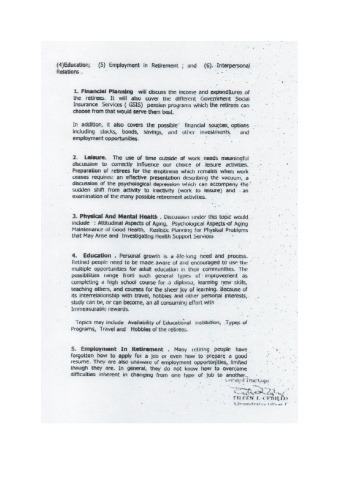 (4)Education; (5) Employment in Retirement ; and (6). Interpersonal
Relations .
1. Financial Planning will discuss the income and expenditures of
the retirees. It will also cover the different Government Social
Insurance Services ( GSIS) pension programs which the retirees can
choose from that would serve them best.
In addition, it also covers the possible financial sources, options
including stocks, bonds, savings, and other investments and
employment opportunities.
2. Leisure. The use of time outside of work needs meaningful
discussion to correctly influence our choice of leisure activities.
Preparation of retirees for the emptiness which remains when work
ceases requires: an effective presentation describing the vacuum, a
discussion of the psychological depression which can accompany the
sudden shift from activity to inactivity (work to leisure) and an
examination of the many possible retirement activities.
3. Physical And Mental Health . Discussion under this topic would
include : Attitudinal Aspects of Aging, Psychological Aspects of Aging
Maintenance of Good Health, Realistic Planning for Physical Problems
that May Arise and Investigating Health Support Services
4. Education . Personal growth is a life-long need and process.
Retired people need to be made aware of and encouraged to use the
multiple opportunities for adult education in their communities. The
possibilities range from such general types of improvement as
completing a high school course for a diploma, learning new skills,
teaching others, and courses for the sheer joy of learning. Because of
its interrelationship with travel, hobbies and other personal interests,
study can be, or can become, an all consuming effort with
immeasurable rewards.
Topics may include Availability of Educational institution, Types of
Programs, Travel and Hobbies of the retirees.
5. Employment In Retirement . Many retiring people have
forgotten how to apply for a job or even how to prepare a good
resume. They are also unaware of employment opportunities, limited
though they are. In general, they do not know how to overcome
difficulties inherent in changing from one type of job to another.
Certified True Copy
EILEEN J.
Administrative Officer